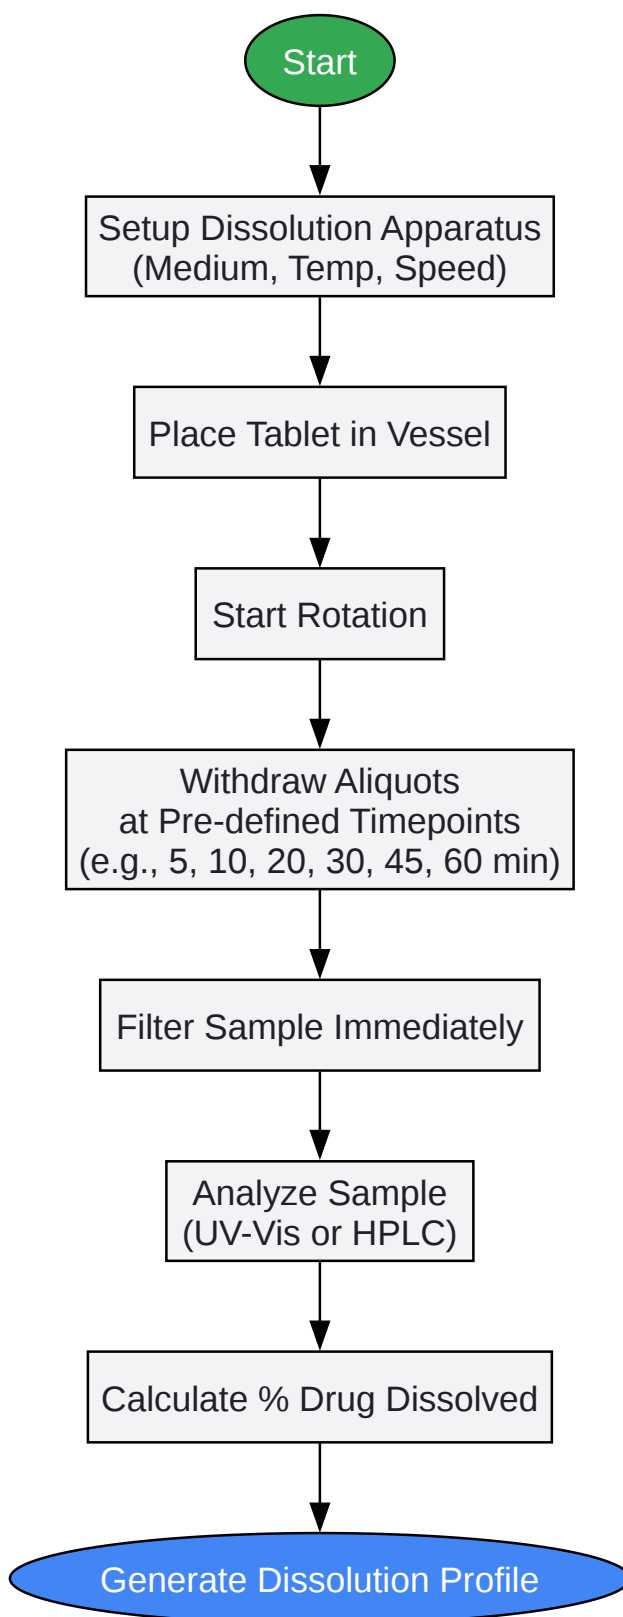 Start
Setup Dissolution Apparatus
(Medium, Temp, Speed)
Place Tablet in Vessel
Start Rotation
Withdraw Aliquots
at Pre-defined Timepoints
(e.g., 5, 10, 20, 30, 45, 60 min)
Filter Sample Immediately
Analyze Sample
(UV-Vis or HPLC)
Calculate % Drug Dissolved
Generate Dissolution Profile